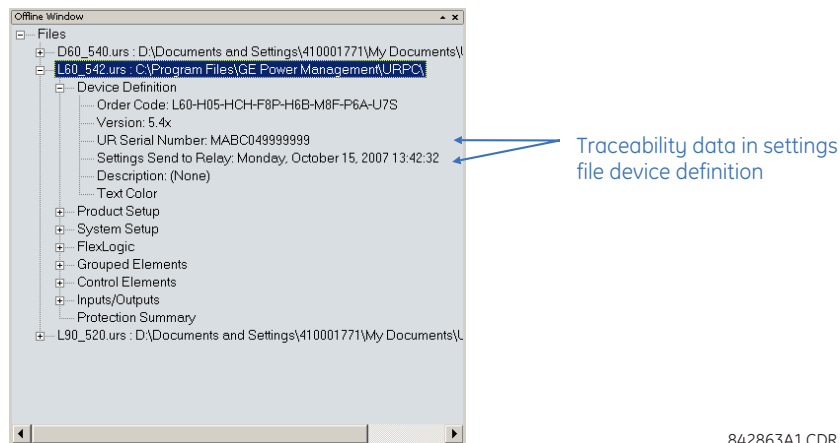 Offline Window
Files
D60_540.urs : D:\Documents and Settings\410001771\My Documents\
L60_542.urs : C:\Program Files\GE Power Management\URPC\
Device Definition
Order Code: L60-H05-HCH-F8P-H6B-M8F-P6A-U7S
Version: 5.4x
UR Serial Number: MABC049999999
Settings Send to Relay: Monday, October 15, 2007 13:42:32
Description: (None)
Text Color
Product Setup
System Setup
FlexLogic
Grouped Elements
Control Elements
Inputs/Outputs
Protection Summary
L90_520.urs : D:\Documents and Settings\410001771\My Documents\
Traceability data in settings
file device definition
842863A1.CDR